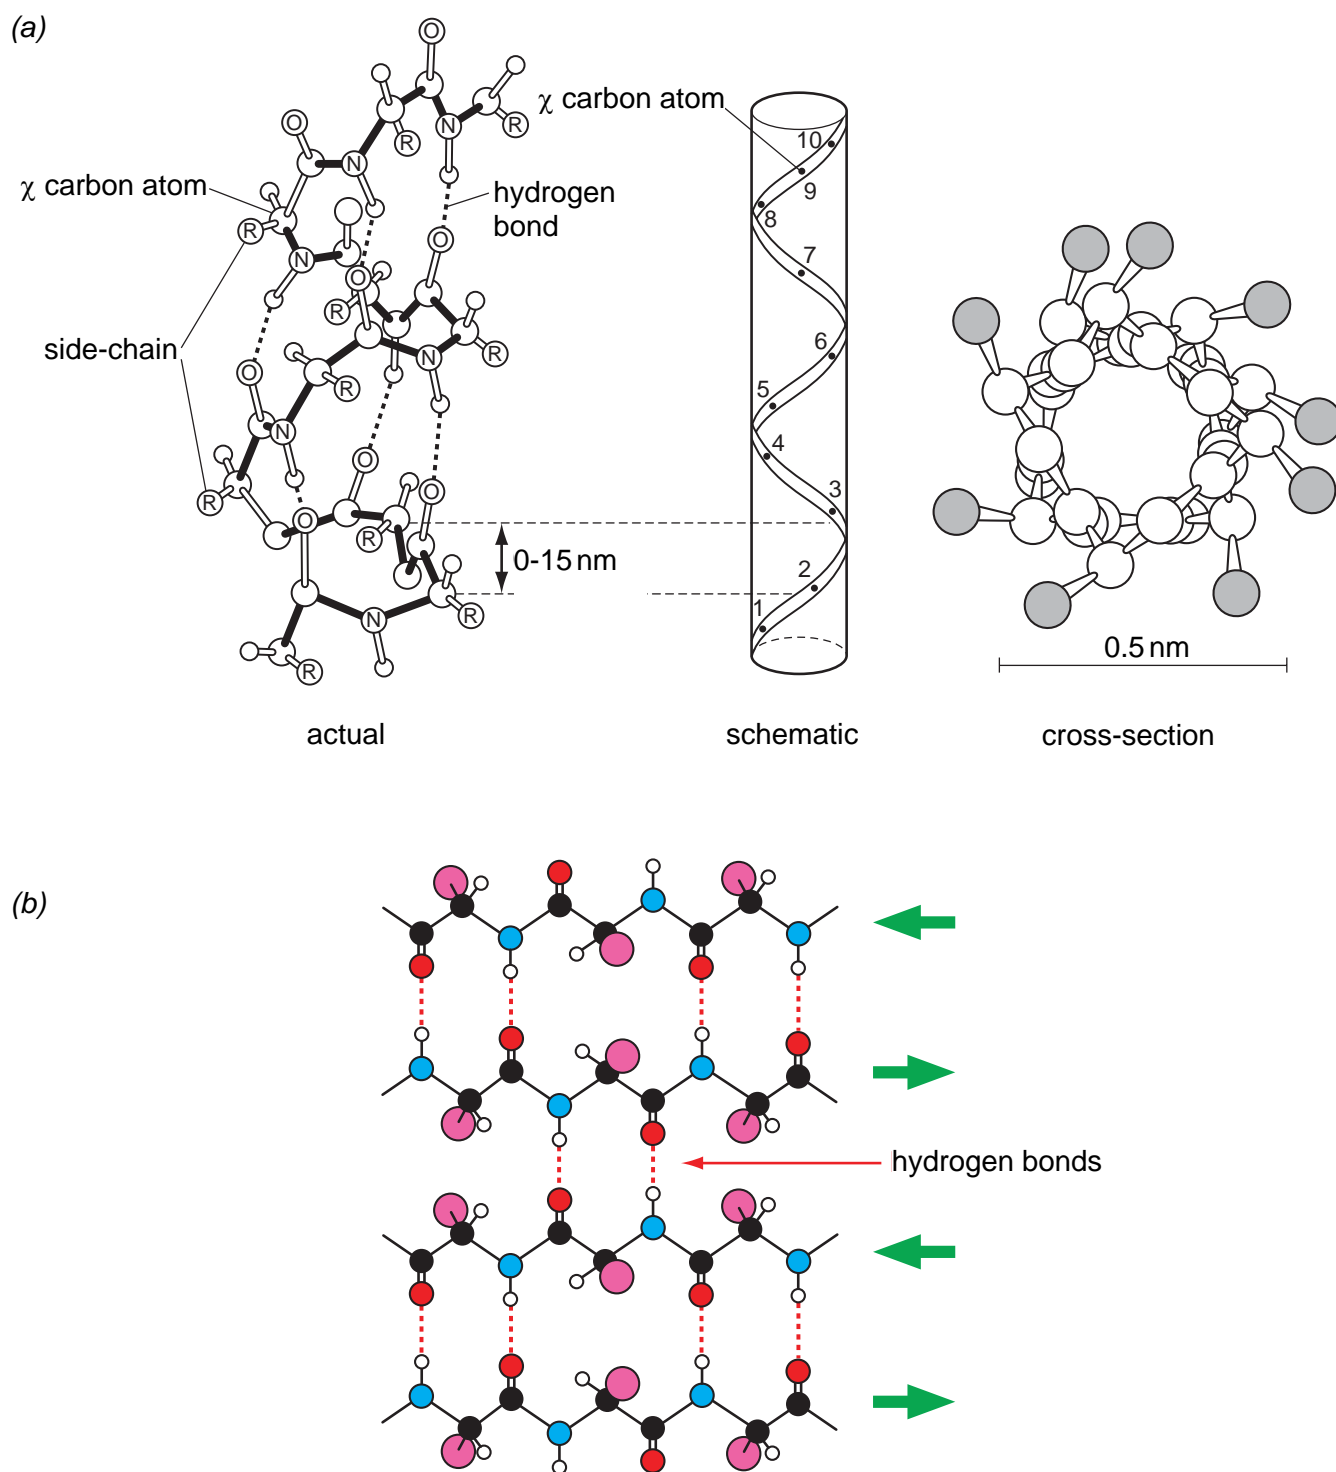 (a)
χ carbon atom
χ carbon atom
hydrogen
bond
side-chain
0-15 nm
O
O
N
R
N
R
N
O
O
R
N
R
R
O
N
R
O
O
R
O
R
N
R
R
10
9
8
7
6
5
4
3
2
1
0.5 nm
actual
schematic
cross-section
(b)
hydrogen bonds